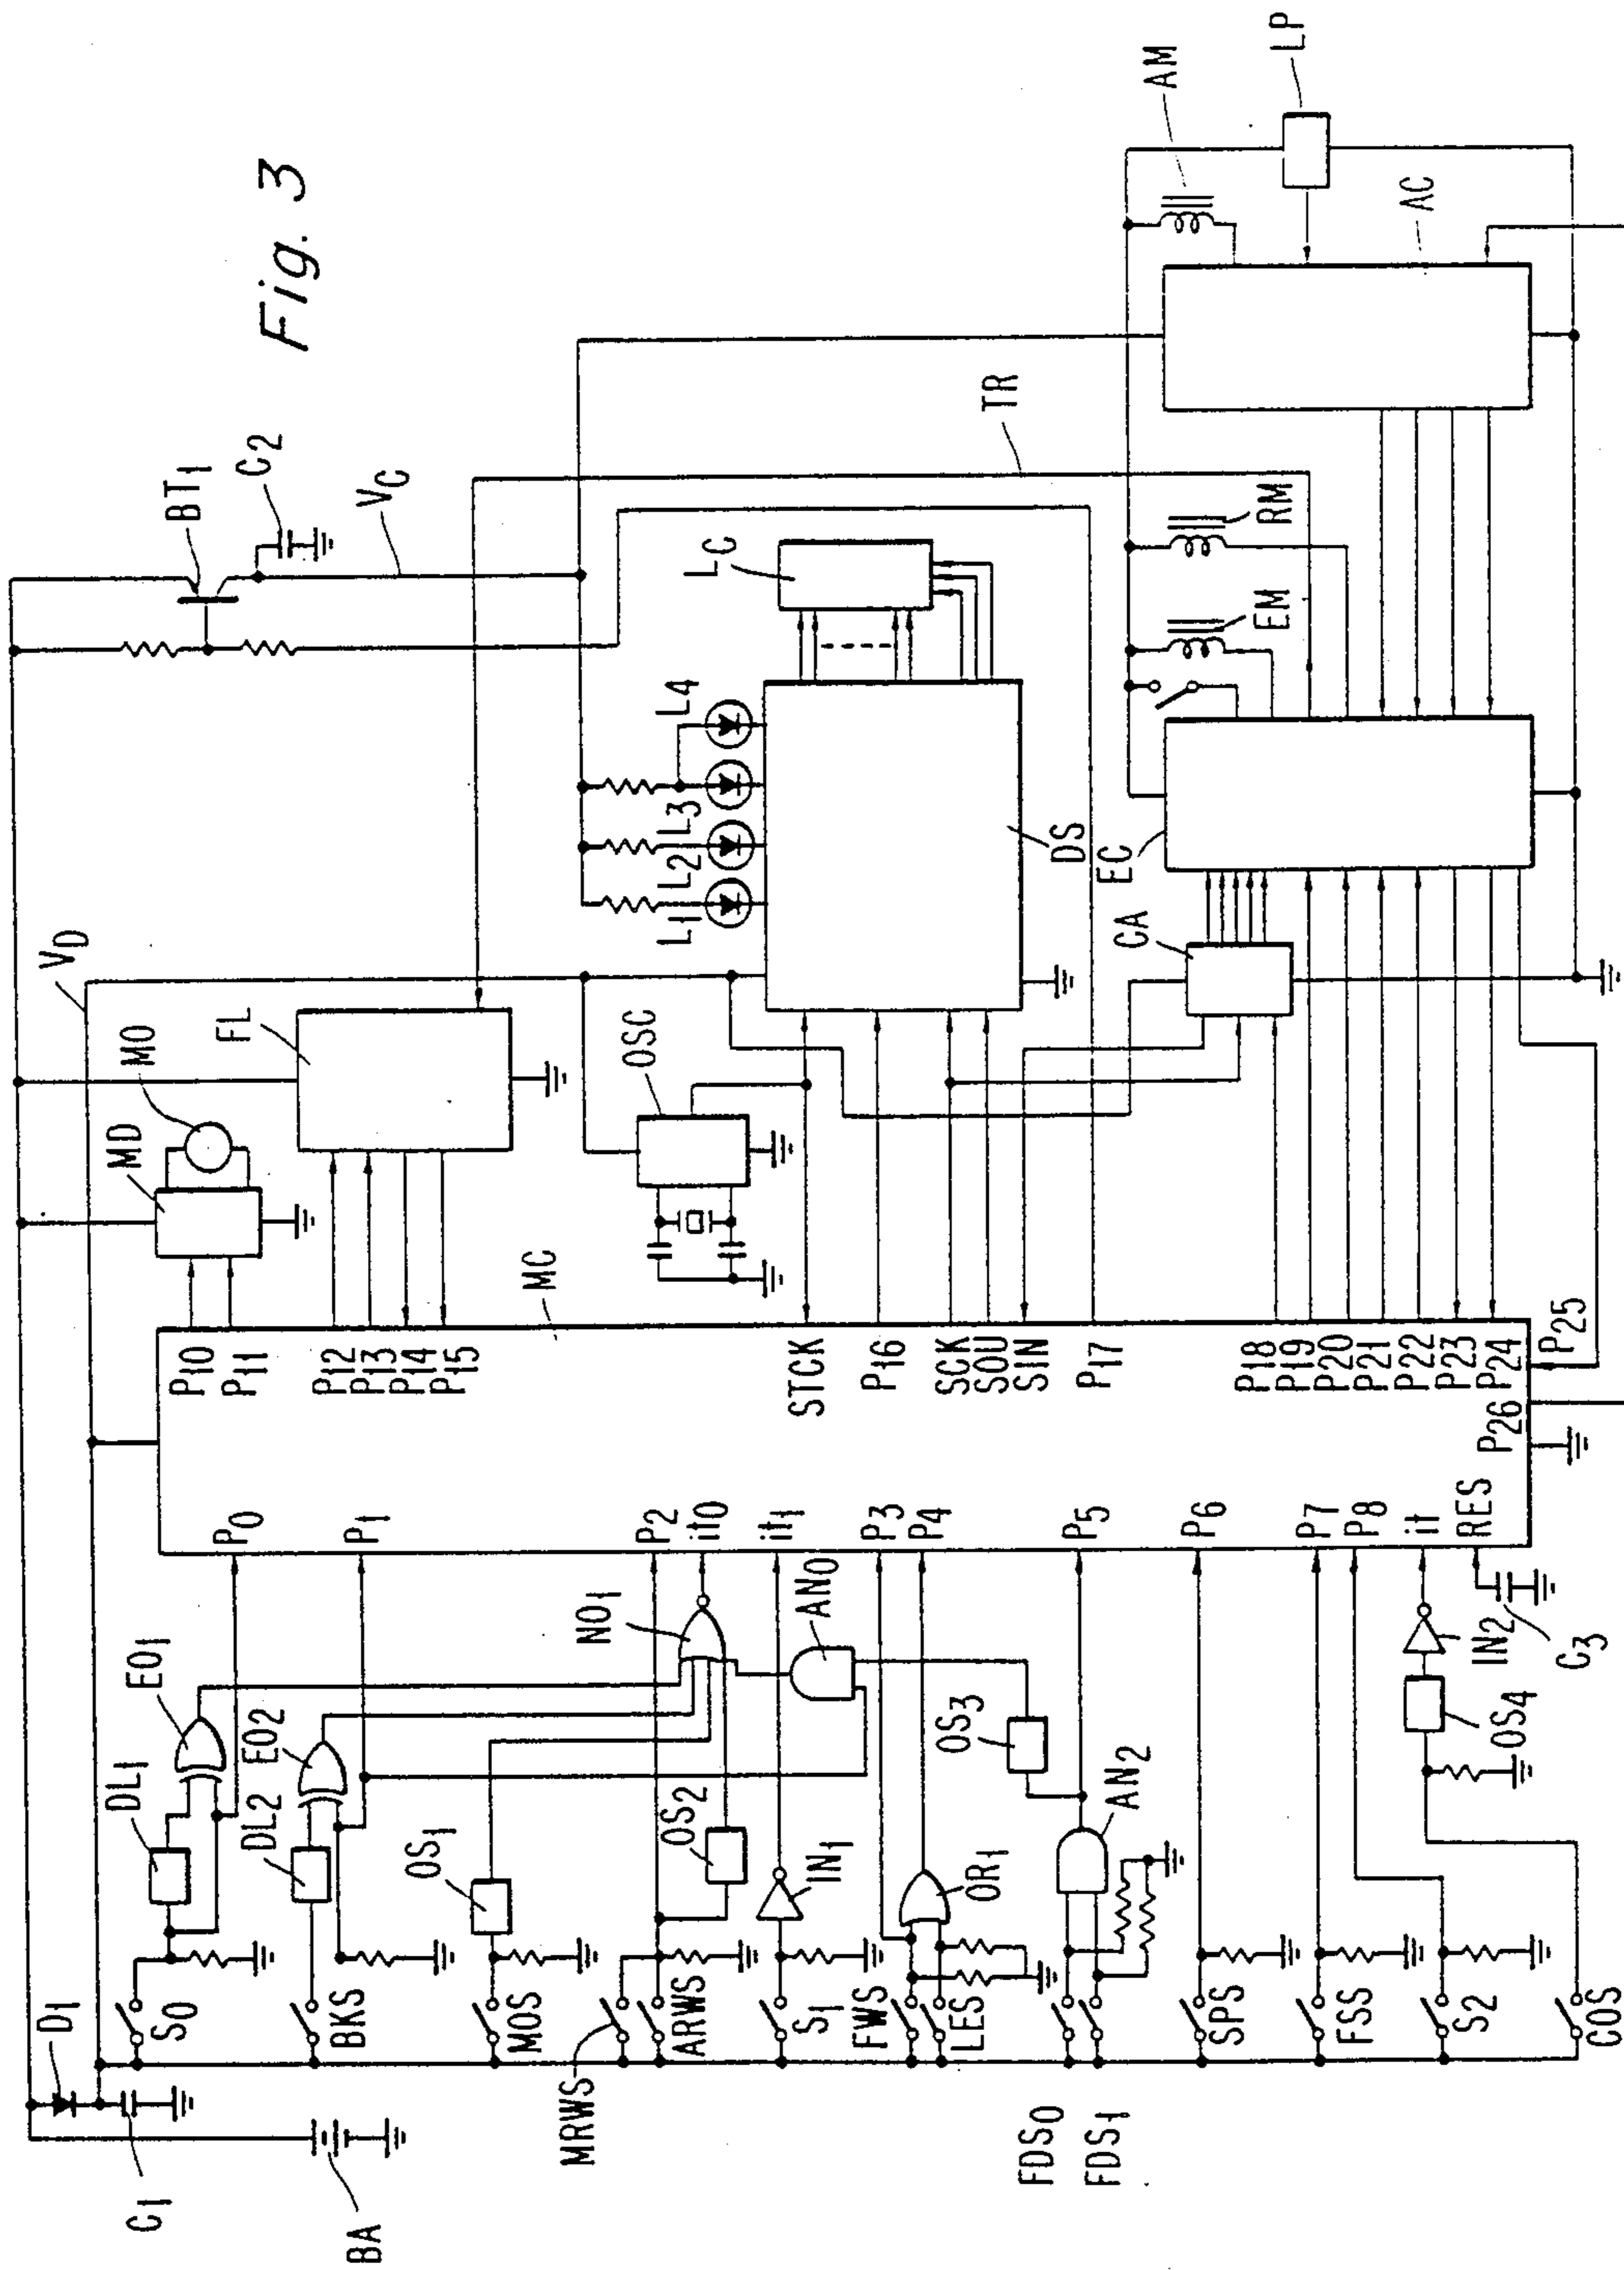 Fig. 3
BA
C1
D1
VD
BT1
C2
VC
S0
DL1
EO1
P0
BKS
DL2
EO2
P1
MOS
OS1
NO1
MRWS
ARWS
OS2
P2
it0
S1
IN1
it1
AN0
FWS
LES
OR1
P3
P4
FDS0
FDS1
AN2
OS3
P5
SPS
P6
FSS
P7
S2
P8
COS
OS4
IN2
it
C3
RES
MC
P10
P11
P12
P13
P14
P15
STCK
P16
SCK
SOU
SIN
P17
P18
P19
P20
P21
P22
P23
P24
P25
P26
MD
MO
FL
OSC
L1
L2
L3
L4
DS
LC
CA
EC
EM
RM
TR
AM
LP
AC